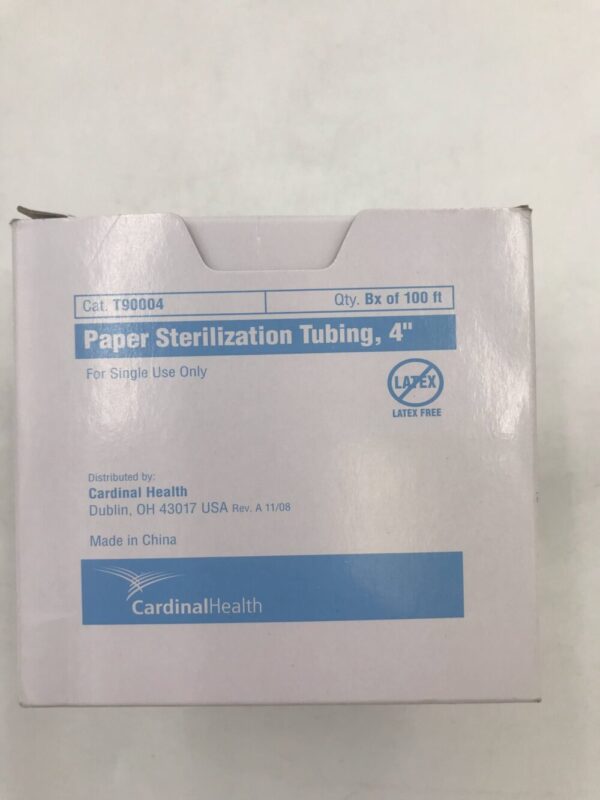 Cat. T90004 Qty. Bx of 100 ft
Paper Sterilization Tubing, 4"
For Single Use Only
LATEX
LATEX FREE
Distributed by:
Cardinal Health
Dublin, OH 43017 USA Rev. A 11/08
Made in China
CardinalHealth